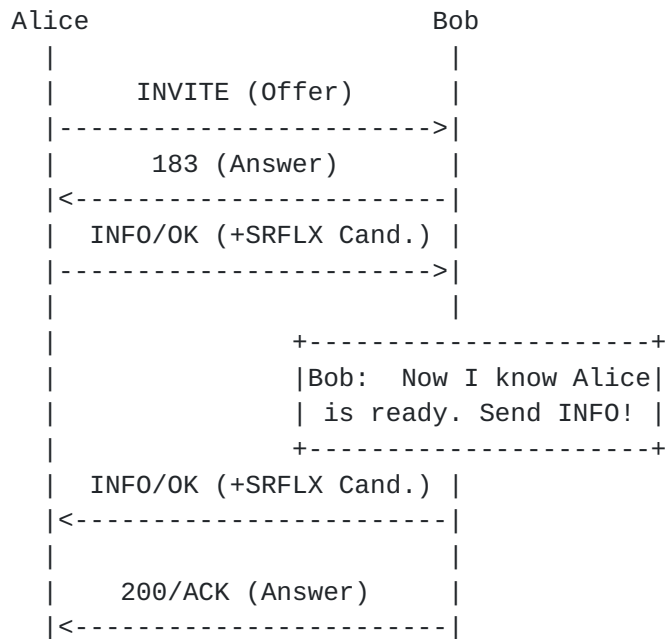 Alice Bob
INVITE (Offer)
183 (Answer)
INFO/OK (+SRFLX Cand.)
Bob: Now I know Alice
is ready. Send INFO!
INFO/OK (+SRFLX Cand.)
200/ACK (Answer)